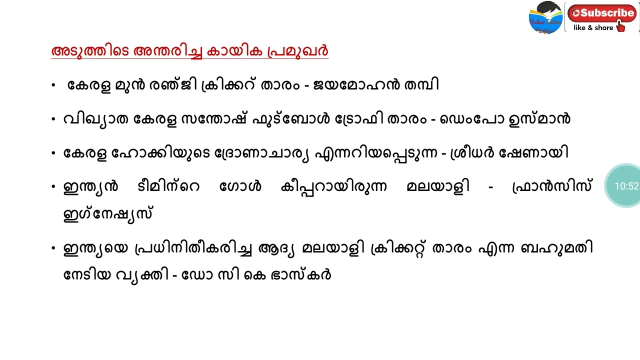 Subscribe
like & share
അടുത്തിടെ അന്തരിച്ച കായിക പ്രമുഖർ
• കേരള മുൻ രഞ്ജി ക്രിക്കറ് താരം - ജയമോഹൻ തമ്പി
• വിഖ്യാത കേരള സന്തോഷ് ഫുട്ബോൾ ട്രോഫി താരം - ഡെംപോ ഉസ്മാൻ
• കേരള ഹോക്കിയുടെ ദ്രോണാചാര്യ എന്നറിയപ്പെടുന്ന - ശ്രീധർ ഷേണായി
• ഇന്ത്യൻ ടീമിന്റെ ഗോൾ കീപ്പറായിരുന്ന മലയാളി - ഫ്രാൻസിസ്
10:52
ഇഗ്നേഷ്യസ്
• ഇന്ത്യയെ പ്രധിനിതീകരിച്ച ആദ്യ മലയാളി ക്രിക്കറ്റ് താരം എന്ന ബഹുമതി
നേടിയ വ്യക്തി - ഡോ സി കെ ഭാസ്കർ